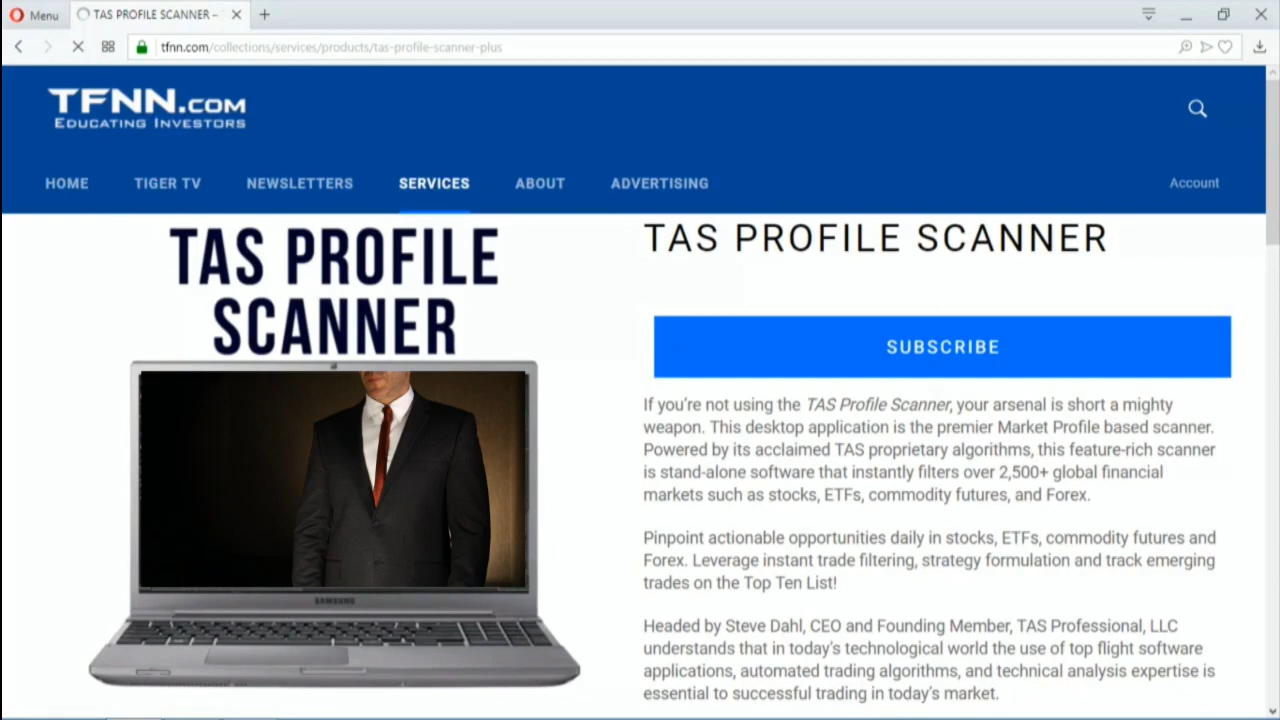 Menu
TAS PROFILE SCANNER –
tfnn.com/collections/services/products/tas-profile-scanner-plus
TFNN.COM
EDUCATING INVESTORS
HOME TIGER TV NEWSLETTERS SERVICES ABOUT ADVERTISING Account
TAS PROFILE
SCANNER
SAMSUNG
TAS PROFILE SCANNER
SUBSCRIBE
If you're not using the TAS Profile Scanner, your arsenal is short a mighty
weapon. This desktop application is the premier Market Profile based scanner.
Powered by its acclaimed TAS proprietary algorithms, this feature-rich scanner
is stand-alone software that instantly filters over 2,500+ global financial
markets such as stocks, ETFs, commodity futures, and Forex.
Pinpoint actionable opportunities daily in stocks, ETFs, commodity futures and
Forex. Leverage instant trade filtering, strategy formulation and track emerging
trades on the Top Ten List!
Headed by Steve Dahl, CEO and Founding Member, TAS Professional, LLC
understands that in today's technological world the use of top flight software
applications, automated trading algorithms, and technical analysis expertise is
essential to successful trading in today's market.